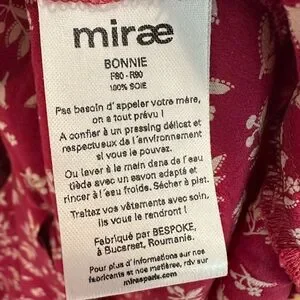 miræ
BONNIE
F80 - R90
100% SOIE
Pas besoin d'appeler votre mère,
on a tout prévu !
A confier à un pressing délicat et
respectueux de l'environnement
si vous le pouvez.
Ou laver à la main dans de l'eau
tiède avec un savon adapté et
rincer à l'eau froide. Sécher à plat.
Traitez vos vêtements avec soin,
ils vous le rendront !
Fabriqué par BESPOKE,
à Bucarest, Roumanie.
Pour plus d'informations sur nos
fabricants et nos matières, rdv sur
miraeparis.com